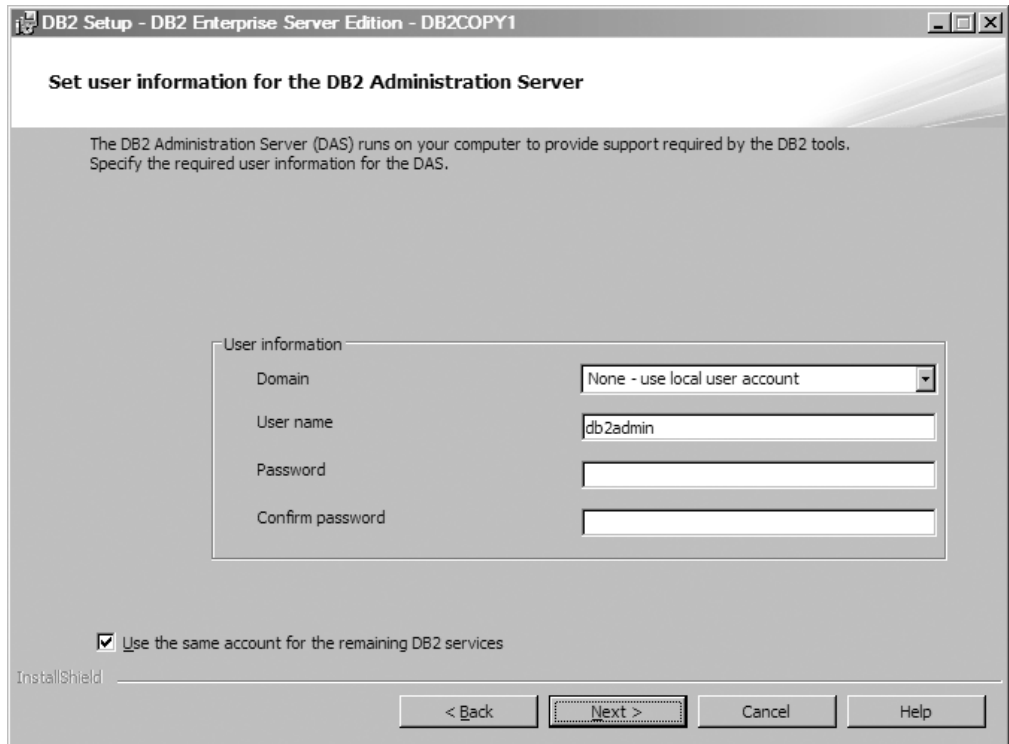 DB2 Setup - DB2 Enterprise Server Edition - DB2COPY1
Set user information for the DB2 Administration Server
The DB2 Administration Server (DAS) runs on your computer to provide support required by the DB2 tools.
Specify the required user information for the DAS.
User information
Domain None - use local user account
User name db2admin
Password
Confirm password
Use the same account for the remaining DB2 services
InstallShield
< Back Next > Cancel Help